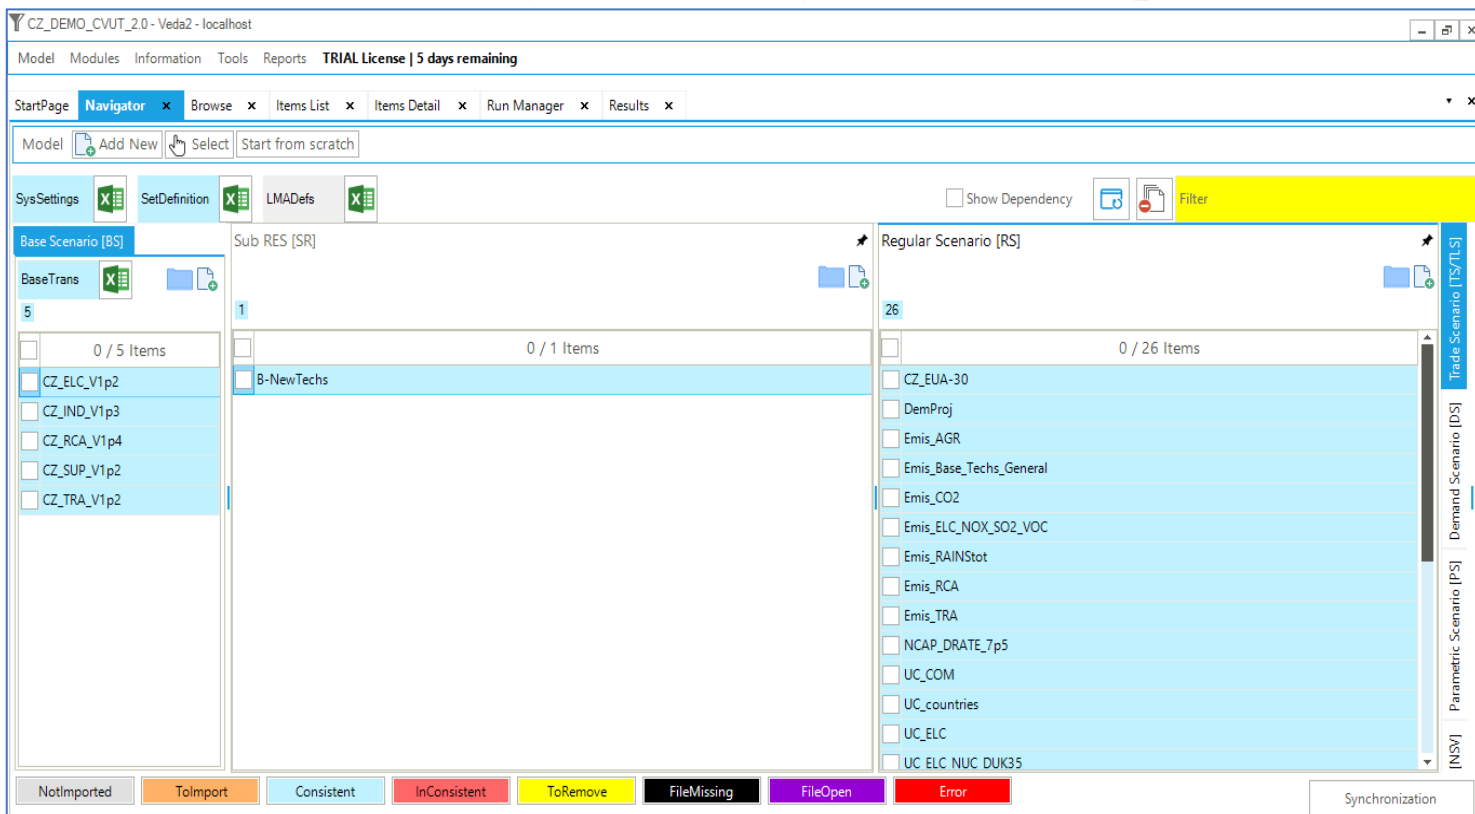 CZ_DEMO_CVUT_2.0 - Veda2 - localhost
Model Modules Information Tools Reports TRIAL License | 5 days remaining
StartPage Navigator Browse Items List Items Detail Run Manager Results
Model Add New Select Start from scratch
SysSettings SetDefinition LMADefs Show Dependency Filter
Base Scenario [BS] Sub RES [SR] Regular Scenario [RS]
BaseTrans
5 1 26
0 / 5 Items 0 / 1 Items 0 / 26 Items
CZ_ELC_V1p2
CZ_IND_V1p3
CZ_RCA_V1p4
CZ_SUP_V1p2
CZ_TRA_V1p2
B-NewTechs
CZ_EUA-30
DemProj
Emis_AGR
Emis_Base_Techs_General
Emis_CO2
Emis_ELC_NOX_SO2_VOC
Emis_RAINStot
Emis_RCA
Emis_TRA
NCAP_DRATE_7p5
UC_COM
UC_countries
UC_ELC
UC_ELC_NUC_DUK35
Trade Scenario [TS/TLS]
Demand Scenario [DS]
Parametric Scenario [PS]
[NSV]
NotImported ToImport Consistent InConsistent ToRemove FileMissing FileOpen Error
Synchronization